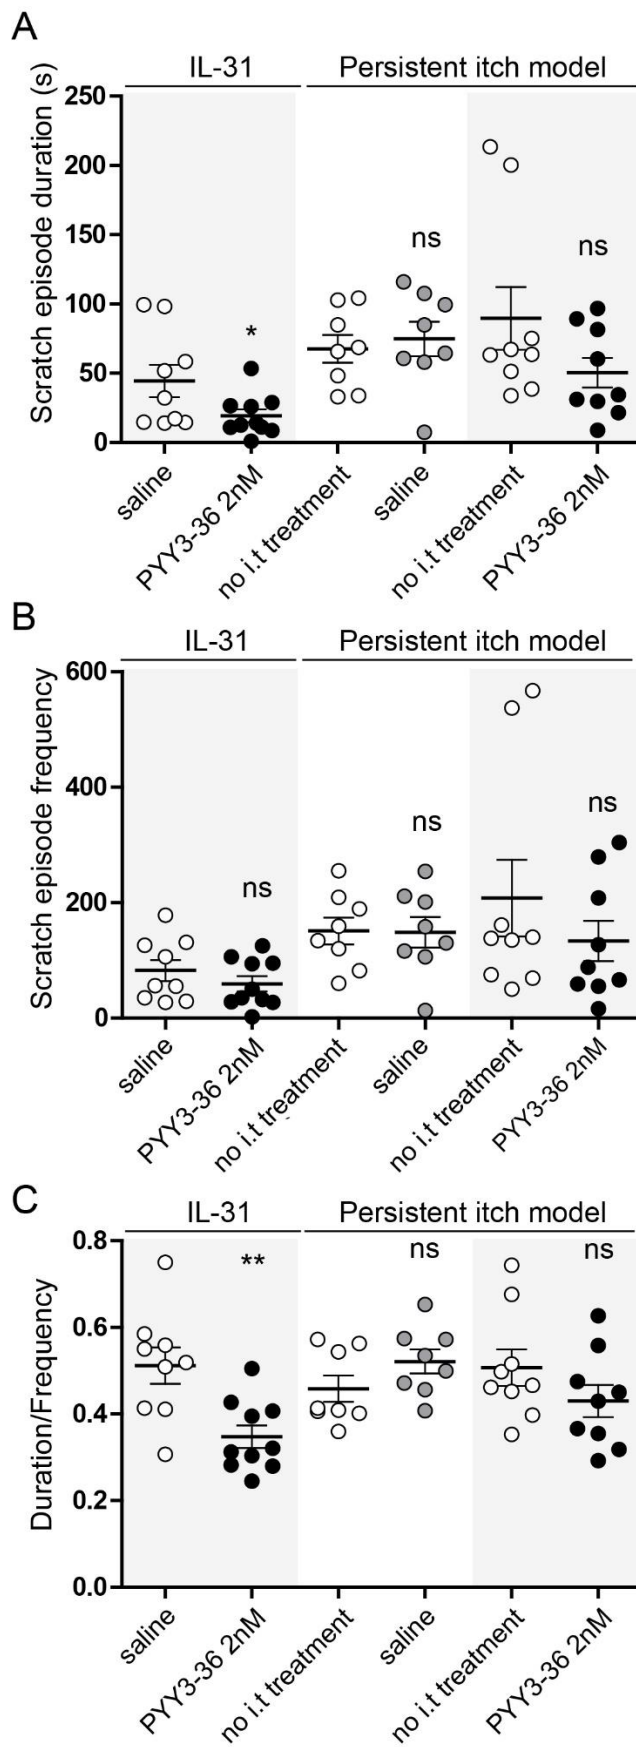 A
IL-31 Persistent itch model
Scratch episode duration (s)
250
200
150
100
50
0
ns
ns
*
saline
PYY3-36 2nM
no i.t treatment
saline
no i.t treatment
PYY3-36 2nM
B
IL-31 Persistent itch model
Scratch episode frequency
600
400
200
0
ns
ns
ns
saline
PYY3-36 2nM
no i.t treatment
saline
no i.t treatment
PYY3-36 2nM
C
IL-31 Persistent itch model
Duration/Frequency
0.8
0.6
0.4
0.2
0.0
**
ns
ns
saline
PYY3-36 2nM
no i.t treatment
saline
no i.t treatment
PYY3-36 2nM